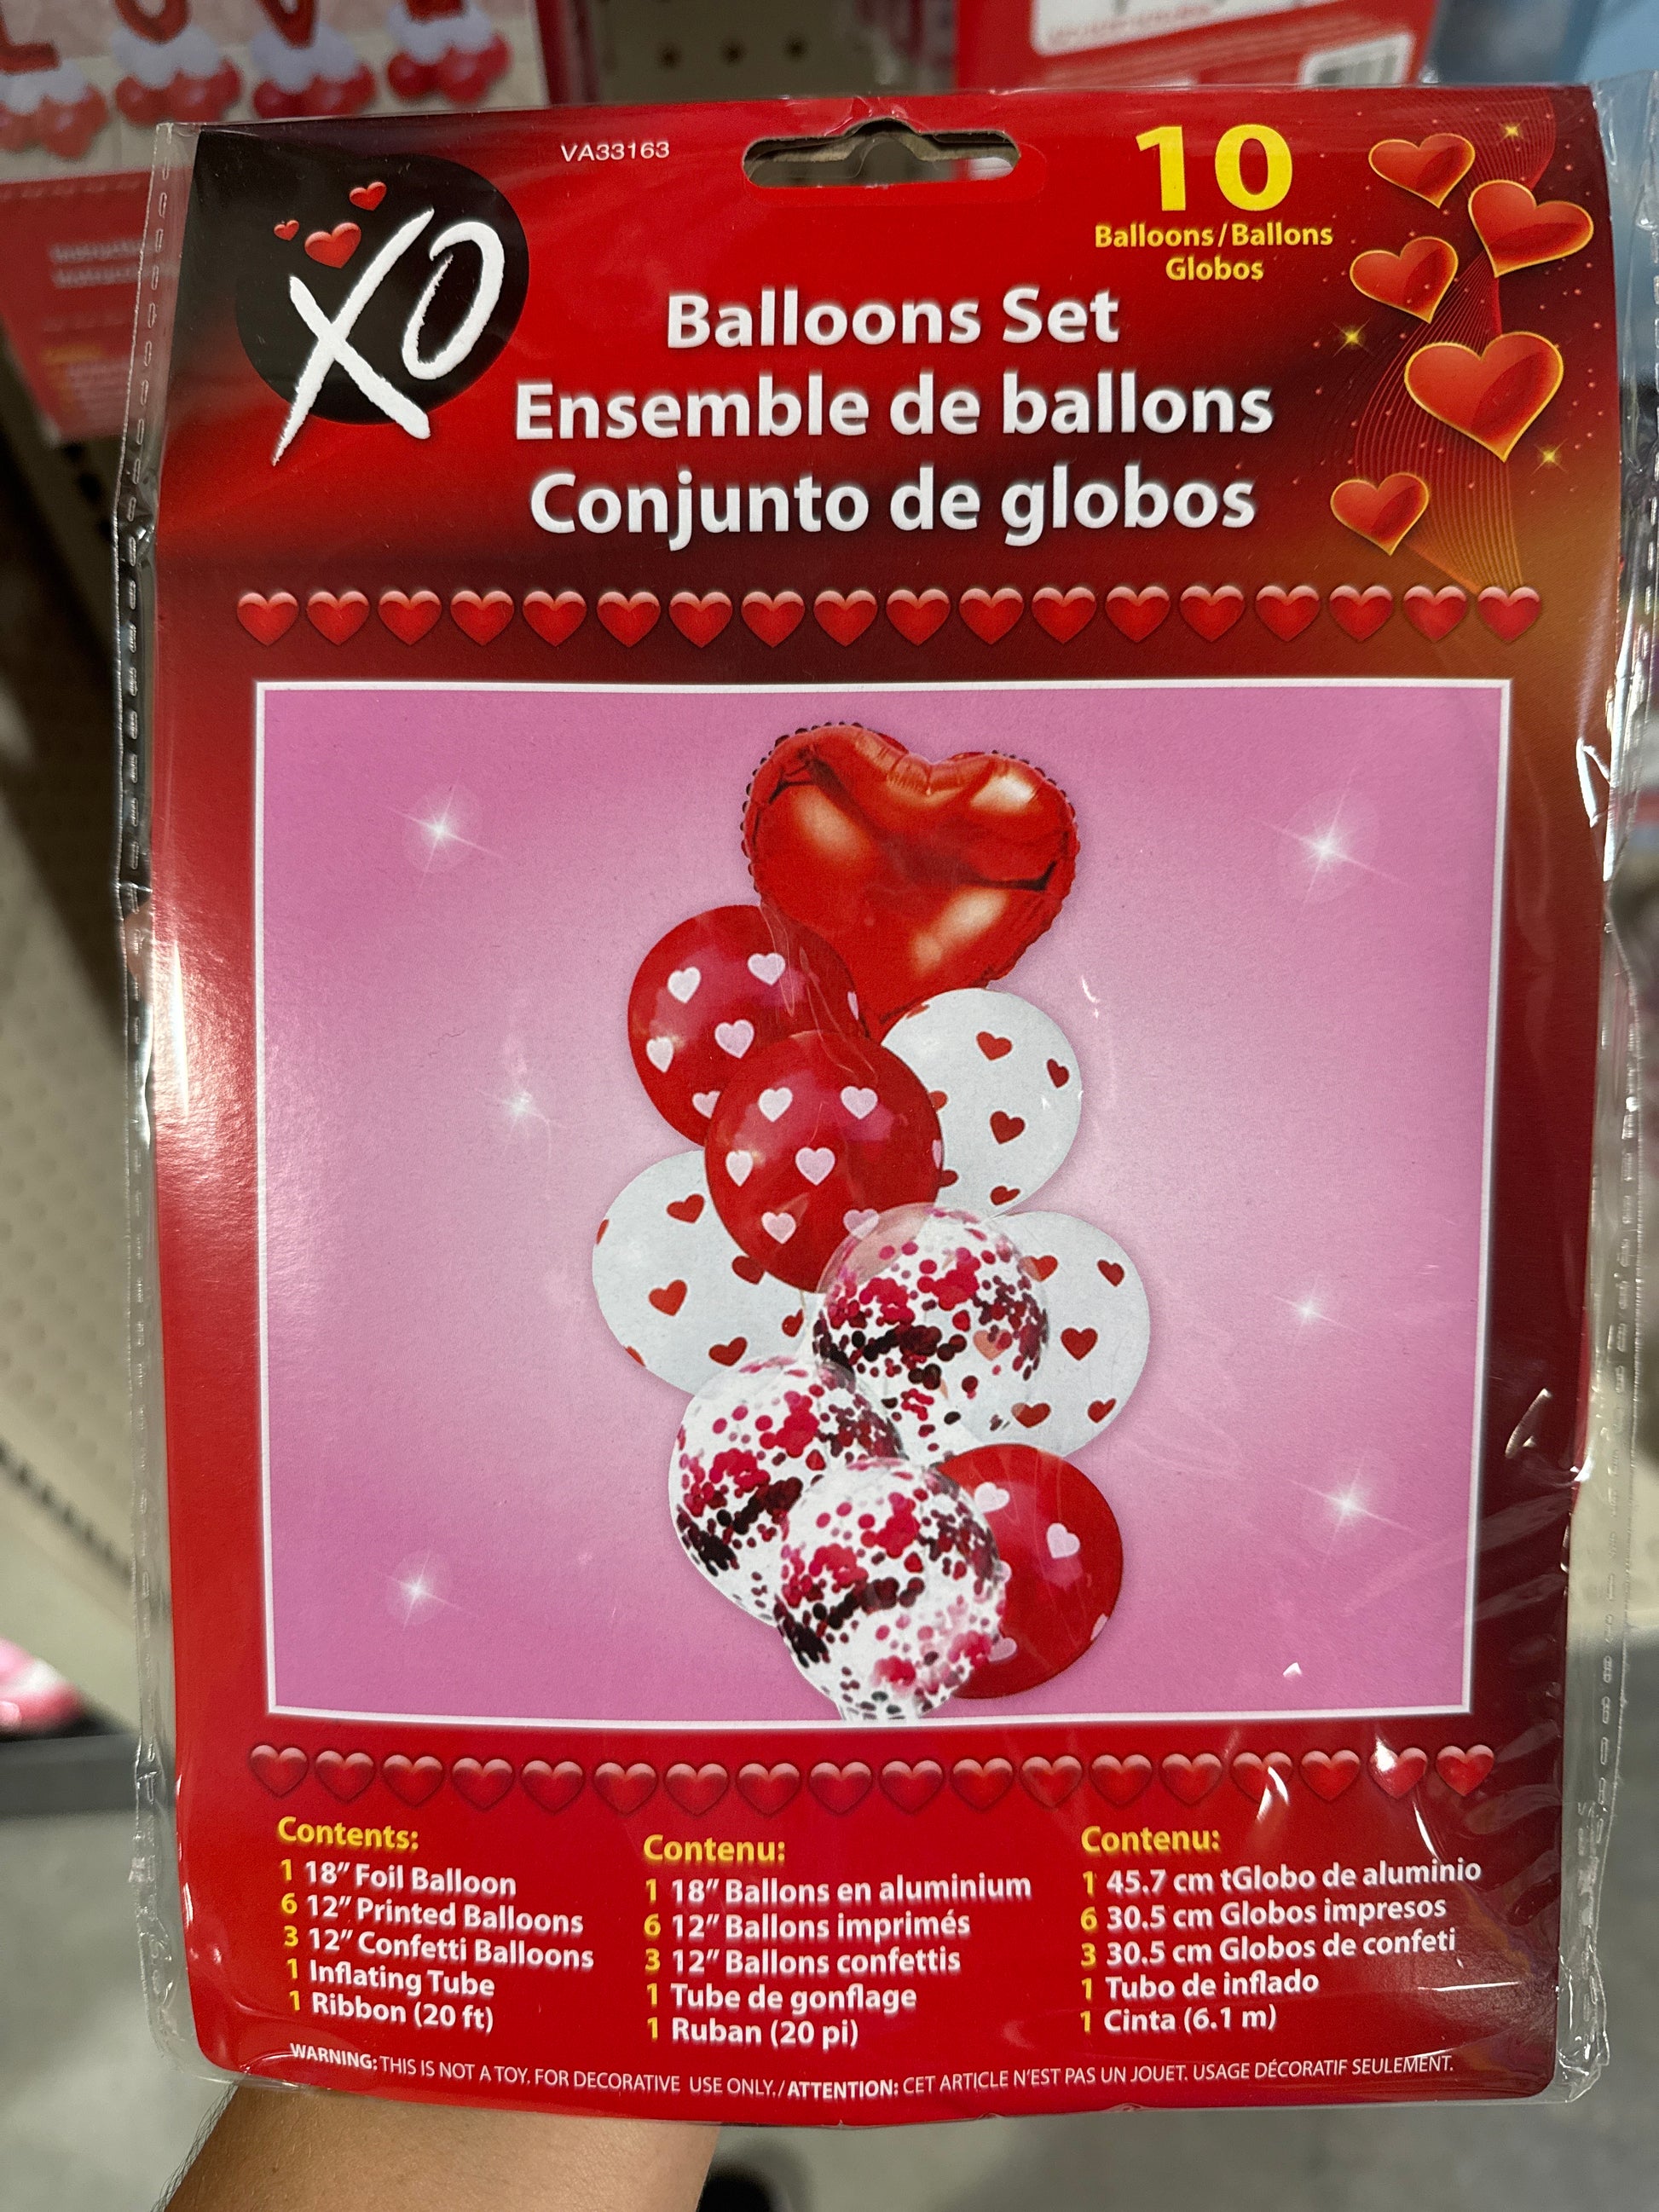 LOVE
VA33163
XO
10
Balloons/Ballons
Globos
Balloons Set
Ensemble de ballons
Conjunto de globos
Contents:
1 18" Foil Balloon
6 12" Printed Balloons
3 12" Confetti Balloons
1 Inflating Tube
1 Ribbon (20 ft)
Contenu:
1 18" Ballons en aluminium
6 12" Ballons imprimés
3 12" Ballons confettis
1 Tube de gonflage
1 Ruban (20 pi)
Contenu:
1 45.7 cm tGlobo de aluminio
6 30.5 cm Globos impresos
3 30.5 cm Globos de confeti
1 Tubo de inflado
1 Cinta (6.1 m)
WARNING: THIS IS NOT A TOY. FOR DECORATIVE USE ONLY./ATTENTION: CET ARTICLE N'EST PAS UN JOUET. USAGE DÉCORATIF SEULEMENT.